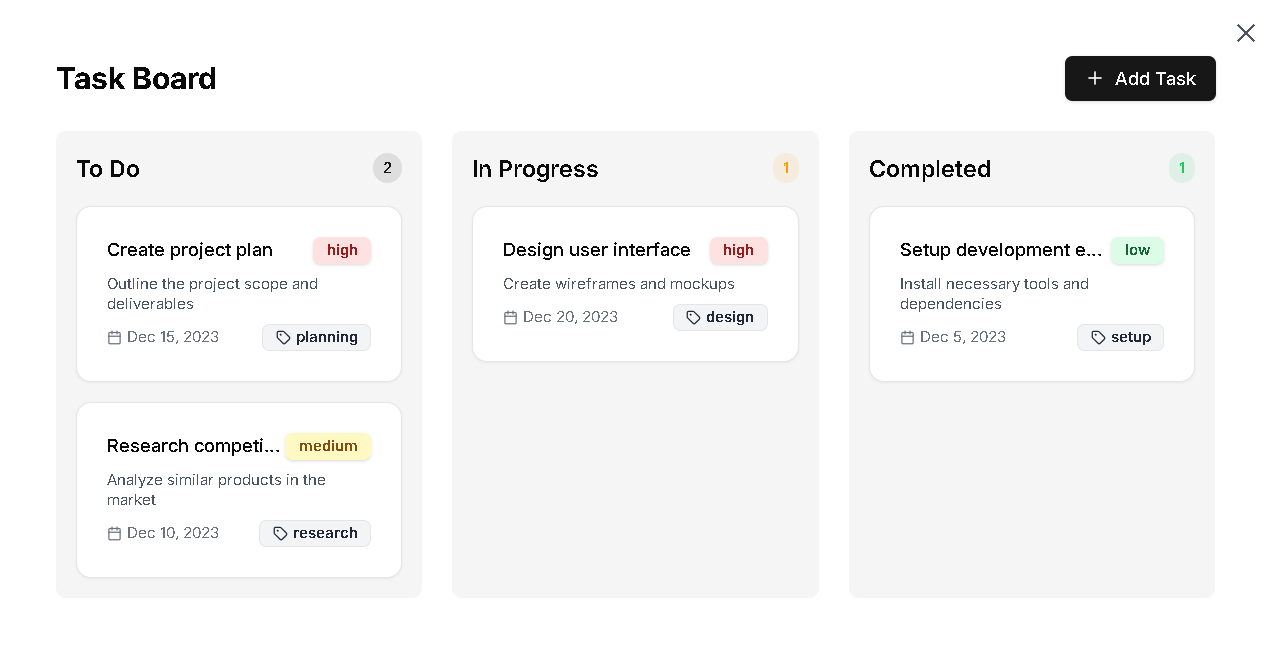 Task Board
Add Task
To Do
2
Create project plan
high
Outline the project scope and
deliverables
Dec 15, 2023
planning
Research competi...
medium
Analyze similar products in the
market
Dec 10, 2023
research
In Progress
1
Design user interface
high
Create wireframes and mockups
Dec 20, 2023
design
Completed
1
Setup development e...
low
Install necessary tools and
dependencies
Dec 5, 2023
setup